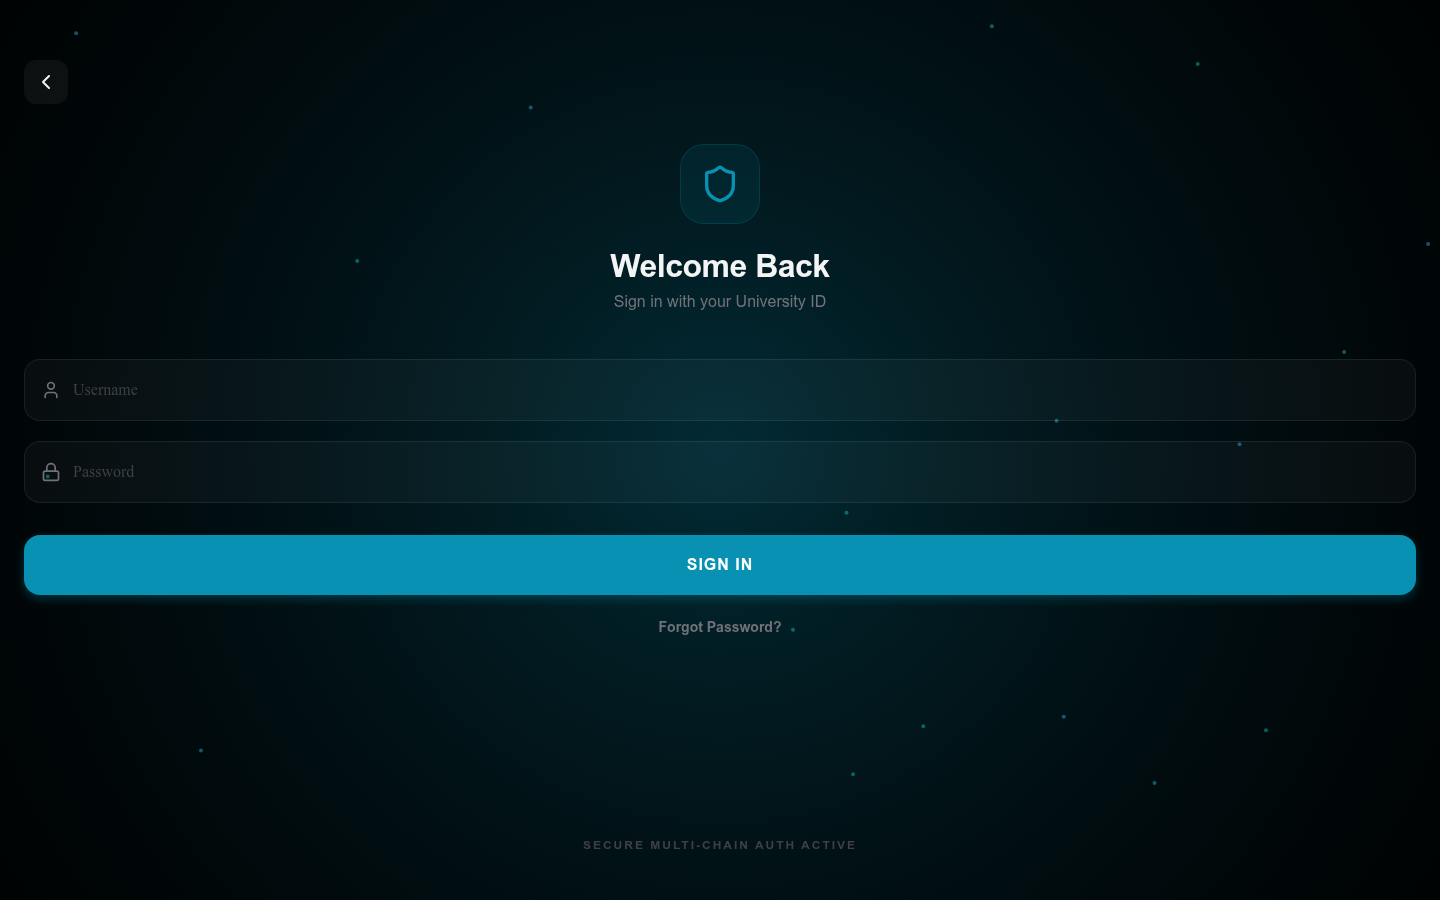 Welcome Back
Sign in with your University ID
Username
Password
SIGN IN
Forgot Password?
SECURE MULTI-CHAIN AUTH ACTIVE